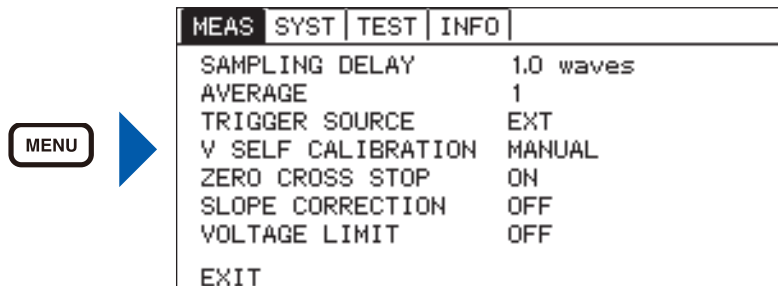 MEAS SYST TEST INFO
SAMPLING DELAY 1.0 waves
AVERAGE 1
TRIGGER SOURCE EXT
MENU
V SELF CALIBRATION MANUAL
ZERO CROSS STOP ON
SLOPE CORRECTION OFF
VOLTAGE LIMIT OFF
EXIT